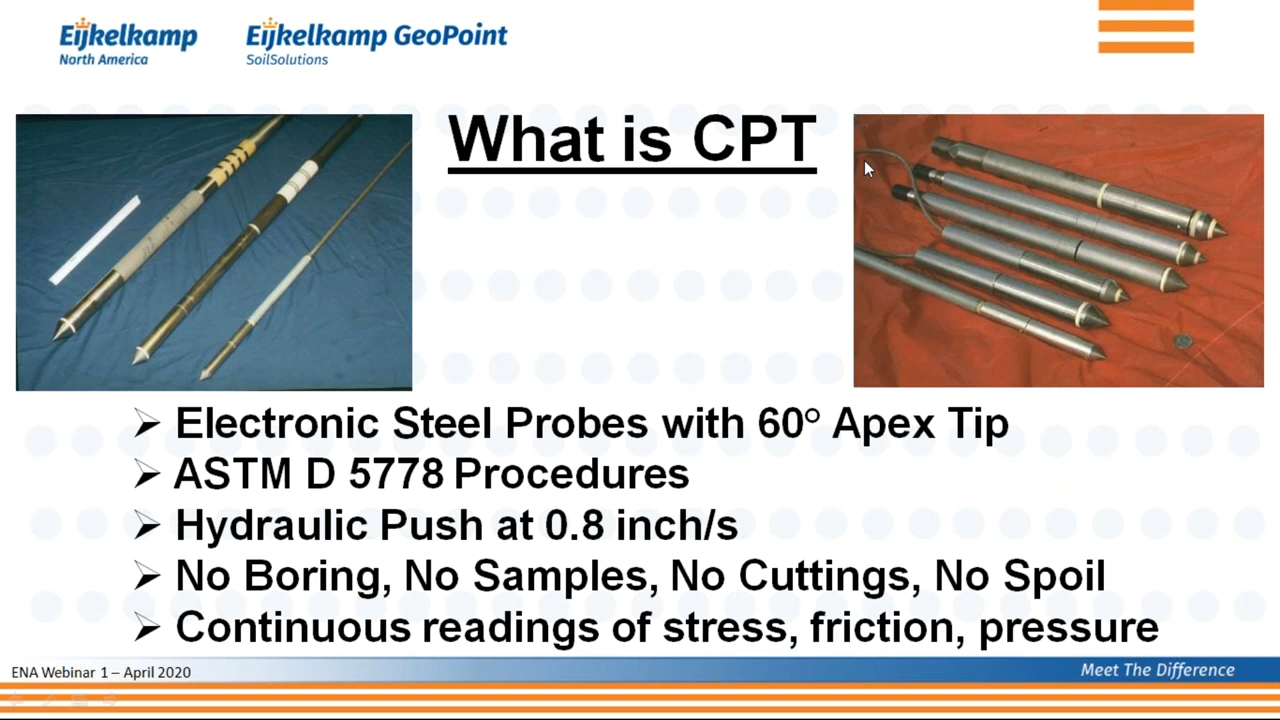 Eijkelkamp
North America
Eijkelkamp GeoPoint
SoilSolutions
What is CPT
➢ Electronic Steel Probes with 60° Apex Tip
➢ ASTM D 5778 Procedures
➢ Hydraulic Push at 0.8 inch/s
➢ No Boring, No Samples, No Cuttings, No Spoil
➢ Continuous readings of stress, friction, pressure
ENA Webinar 1 – April 2020
Meet The Difference